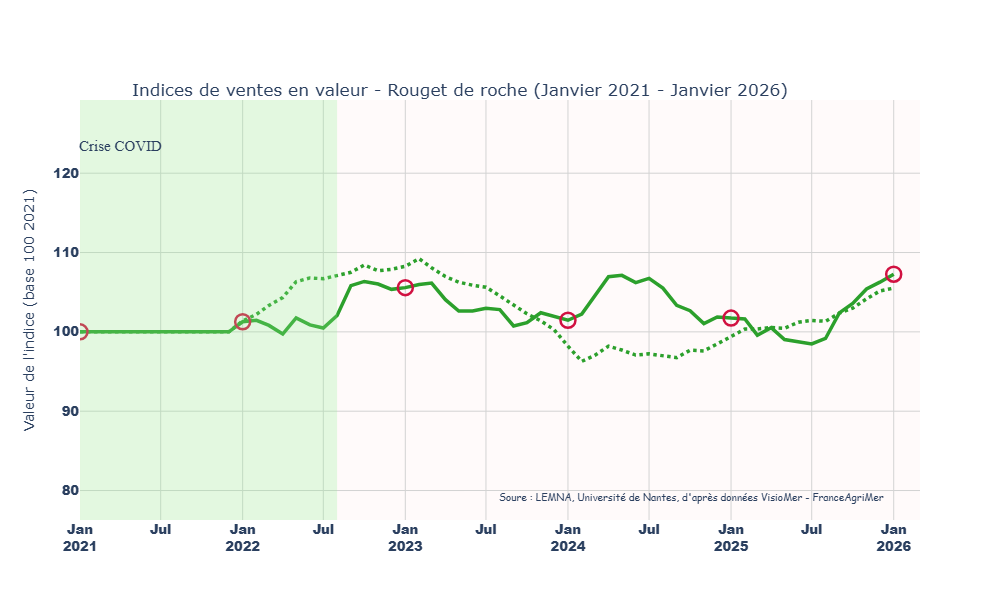 Indices de ventes en valeur - Rouget de roche (Janvier 2021 - Janvier 2026)
Crise COVID
Valeur de l'Indice (base 100 2021)
120
110
100
90
80
Soure : LEMNA, Université de Nantes, d'après données VisioMer - FranceAgriMer
Jan Jul Jan Jul Jan Jul Jan Jul Jan Jul Jan
2021 2022 2023 2024 2025 2026